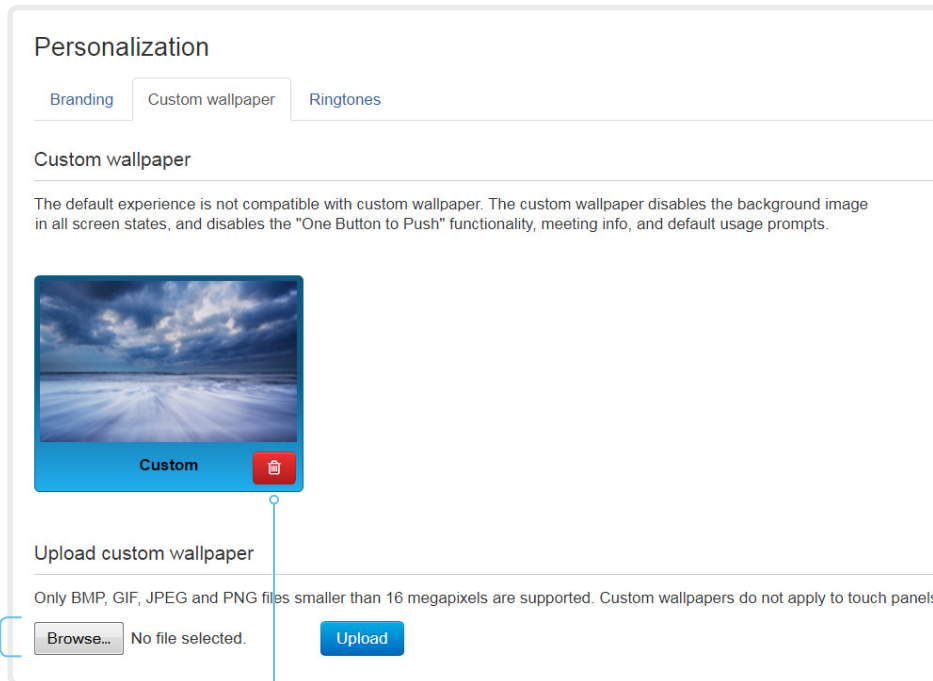 Personalization
Branding Custom wallpaper Ringtones
Custom wallpaper
The default experience is not compatible with custom wallpaper. The custom wallpaper disables the background image
in all screen states, and disables the "One Button to Push" functionality, meeting info, and default usage prompts.
Custom
Upload custom wallpaper
Only BMP, GIF, JPEG and PNG files smaller than 16 megapixels are supported. Custom wallpapers do not apply to touch panels
Browse... No file selected. Upload